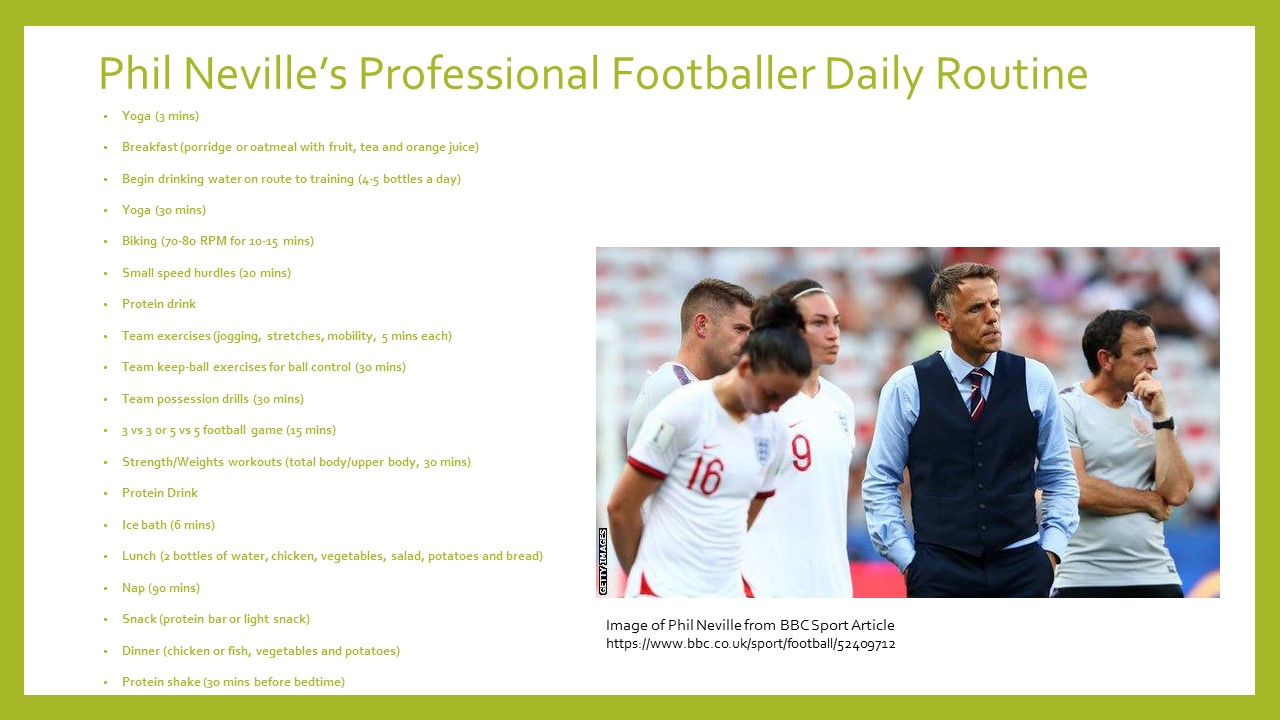 Phil Neville’s Professional Footballer Daily Routine
• Yoga (3 mins)
• Breakfast (porridge or oatmeal with fruit, tea and orange juice)
• Begin drinking water on route to training (4-5 bottles a day)
• Yoga (30 mins)
• Biking (70-80 RPM for 10-15 mins)
• Small speed hurdles (20 mins)
• Protein drink
• Team exercises (jogging, stretches, mobility, 5 mins each)
• Team keep-ball exercises for ball control (30 mins)
• Team possession drills (30 mins)
• 3 vs 3 or 5 vs 5 football game (15 mins)
• Strength/Weights workouts (total body/upper body, 30 mins)
• Protein Drink
• Ice bath (6 mins)
• Lunch (2 bottles of water, chicken, vegetables, salad, potatoes and bread)
• Nap (90 mins)
• Snack (protein bar or light snack)
• Dinner (chicken or fish, vegetables and potatoes)
• Protein shake (30 mins before bedtime)
16
9
GETTY IMAGES
Image of Phil Neville from BBC Sport Article
https://www.bbc.co.uk/sport/football/52409712